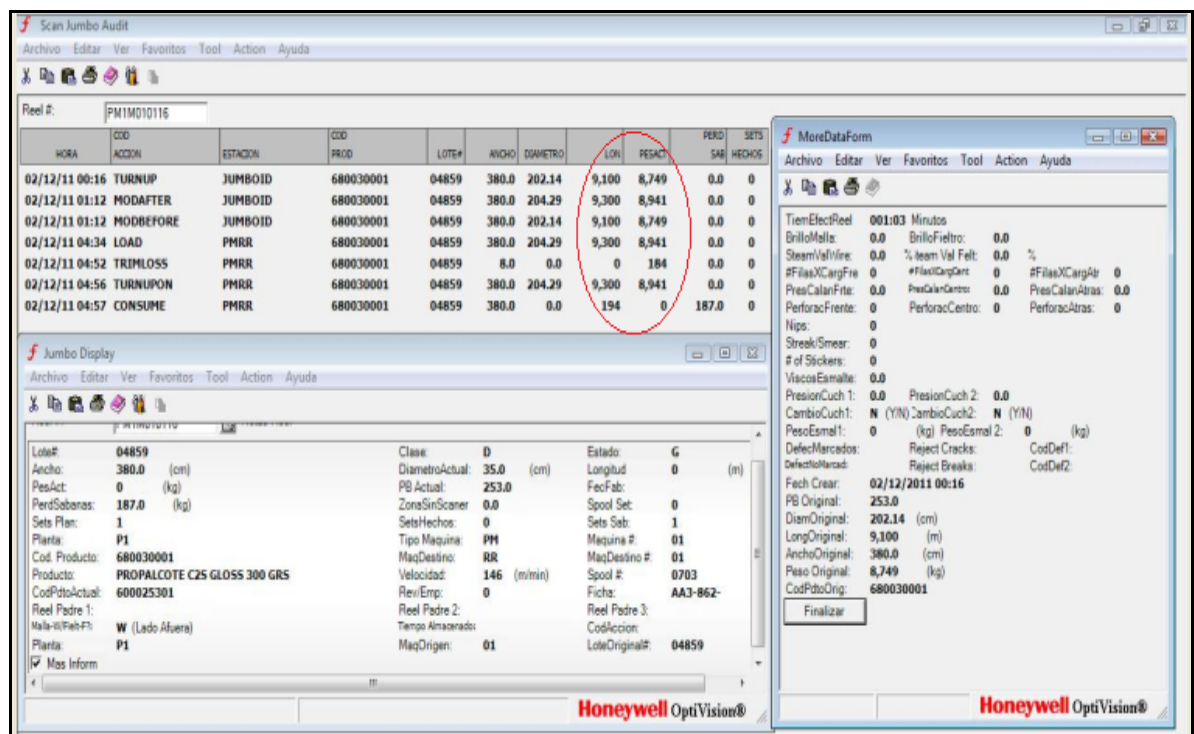 Scan Jumbo Audit
Archivo Editar Ver Favoritos Tool Action Ayuda
Reel #: PM1M010116
HORA COD ACCION ESTACION COD PROD LOTE# ANCHO DIAMETRO LON PESACT PERD SAB SETS HECHOS
02/12/11 00:16 TURNUP JUMBOID 680030001 04859 380.0 202.14 9,100 8,749 0.0 0
02/12/11 01:12 MODAFTER JUMBOID 680030001 04859 380.0 204.29 9,300 8,941 0.0 0
02/12/11 01:12 MODBEFORE JUMBOID 680030001 04859 380.0 202.14 9,100 8,749 0.0 0
02/12/11 04:34 LOAD PMRR 680030001 04859 380.0 204.29 9,300 8,941 0.0 0
02/12/11 04:52 TRIMLOSS PMRR 680030001 04859 8.0 0.0 0 184 0.0 0
02/12/11 04:56 TURNUPON PMRR 680030001 04859 380.0 204.29 9,300 8,941 0.0 0
02/12/11 04:57 CONSUME PMRR 680030001 04859 380.0 0.0 194 0 187.0 0
Jumbo Display
Archivo Editar Ver Favoritos Tool Action Ayuda
Lote#: 04859 Clase: D Estado: G
Ancho: 380.0 (cm) DiametroActual: 35.0 (cm) Longitud 0 (m)
PesAct: 0 (kg) PB Actual: 253.0 FecFab:
PerdSabanas: 187.0 (kg) ZonaSinScaner 0.0 Spool Set: 0
Sets Plan: 1 SetsHechos: 0 Sets Sab: 1
Planta: P1 Tipo Maquina: PM Maquina #: 01
Cod. Producto: 680030001 MaqDestino: RR MaqDestino #: 01
Producto: PROPALCOTE C2S GLOSS 300 GRS Velocidad: 146 (m/min) Spool #: 0703
CodPdtoActual: 600025301 Rev/Emp: 0 Ficha: AA3-862-
Reel Padre 1: Reel Padre 2: Reel Padre 3:
W (Lado Afuera) Tiempo Almacenado: CodAccion:
Planta: P1 MaqOrigen: 01 LoteOriginal#: 04859
Mas Inform
Honeywell OptiVision®
MoreDataForm
Archivo Editar Ver Favoritos Tool Action Ayuda
TiemEfectReel 001:03 Minutos
BrilloMalla: 0.0 BrilloFieltro: 0.0
SteamValWire: 0.0 %team Val Felt: 0.0 %
#FilasXCargFre 0 #FilasXCargCent 0 #FilasXCargAtr 0
PresCalanFrte: 0.0 PresCalanCentro: 0.0 PresCalanAtras: 0.0
PerforacFrente: 0 PerforacCentro: 0 PerforacAtras: 0
Nips: 0
Streak/Smear: 0
# of Stickers: 0
ViscosEsmalte: 0.0
PresionCuch 1: 0.0 PresionCuch 2: 0.0
CambioCuch1: N (Y/N) CambioCuch2: N (Y/N)
PesoEsmal1: 0 (kg) PesoEsmal 2: 0 (kg)
DefecMarcados: Reject Cracks: CodDef1:
DefectNoMarcad: Reject Breaks: CodDef2:
Fech Crear: 02/12/2011 00:16
PB Original: 253.0
DiamOriginal: 202.14 (cm)
LongOriginal: 9,100 (m)
AnchoOriginal: 380.0 (cm)
Peso Original: 8,749 (kg)
CodPdtoOrig: 680030001
Finalizar
Honeywell OptiVision®